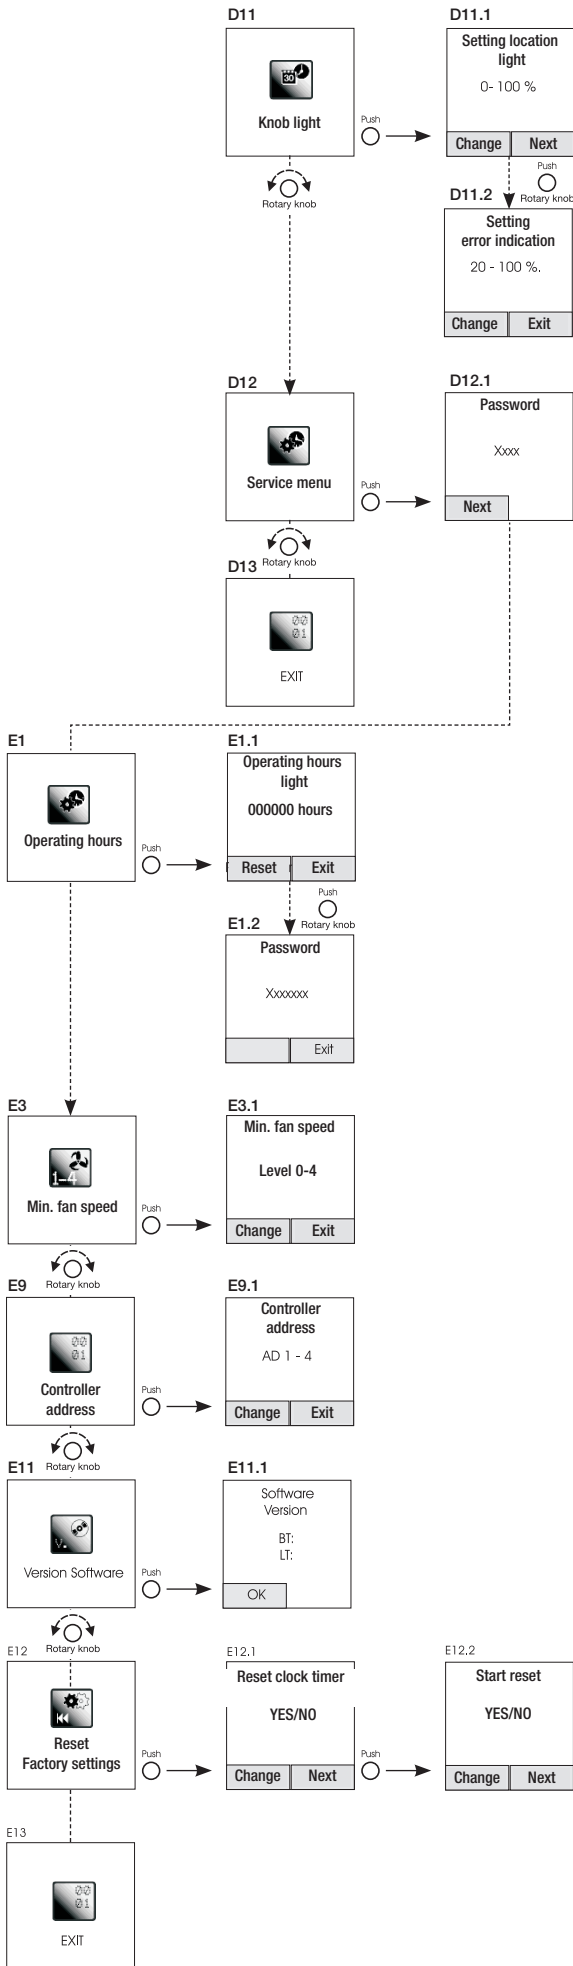 D11
D11.1
30
Knob light
Push
Setting location
light
0- 100 %
Change Next
Rotary knob
Push
Rotary knob
D11.2
Setting
error indication
20 - 100 %.
Change Exit
D12
D12.1
Service menu
Push
Password
Xxxx
Next
Rotary knob
D13
00
01
EXIT
E1
E1.1
Operating hours
Push
Operating hours
light
000000 hours
Reset Exit
Push
Rotary knob
E1.2
Password
Xxxxxxx
Exit
E3
E3.1
1-4
Min. fan speed
Push
Min. fan speed
Level 0-4
Change Exit
Rotary knob
E9
E9.1
00
01
Controller
address
Push
Controller
address
AD 1 - 4
Change Exit
Rotary knob
E11
E11.1
V.
Version Software
Push
Software
Version
BT:
LT:
OK
Rotary knob
E12
E12.1
E12.2
Reset
Factory settings
Push
Reset clock timer
YES/NO
Change Next
Push
Start reset
YES/NO
Change Next
E13
00
01
EXIT